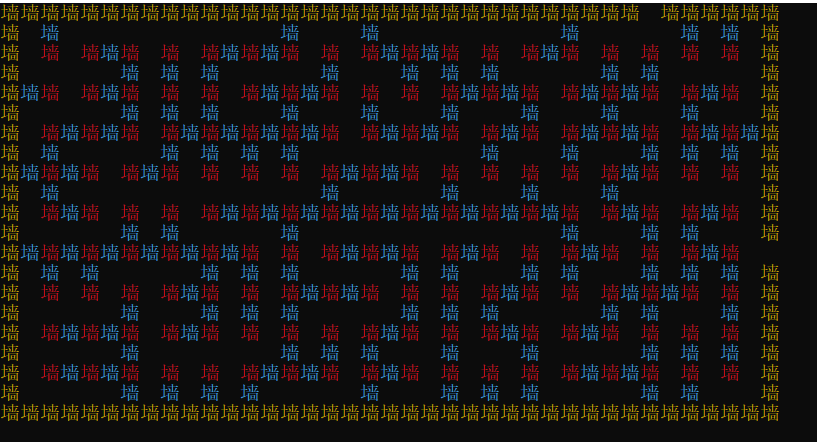 墙墙墙墙墙墙墙墙墙墙墙墙墙墙墙墙墙墙墙墙墙墙墙墙墙墙墙墙墙墙墙墙　墙墙墙墙墙墙
墙　墙　　　　　　　　　　　墙　　　墙　　　　　　　　　墙　　　　　墙　墙　墙
墙　墙　墙墙墙　墙　墙墙墙墙墙　墙　墙墙墙墙墙　墙　墙墙墙　墙　墙　墙　墙　墙
墙　　　　　墙　墙　墙　　　　　墙　　　墙　墙　墙　　　　　墙　墙　　　　　墙
墙墙墙　墙墙墙　墙　墙　墙墙墙墙墙　墙　墙　墙墙墙墙墙　墙墙墙墙墙　墙墙墙　墙
墙　　　　　墙　墙　墙　　　墙　　　墙　　　墙　　　墙　　　墙　　　墙　　　墙
墙　墙墙墙墙墙　墙墙墙墙墙墙墙墙墙　墙墙墙墙墙　墙墙墙　墙墙墙墙墙　墙墙墙墙墙
墙　墙　　　　　墙　墙　墙　墙　　　　　　　　　墙　　　墙　　　墙　墙　墙　墙
墙墙墙墙墙　墙墙墙　墙　墙　墙　墙墙墙墙墙　墙　墙　墙　墙　墙墙墙　墙　墙　墙
墙　墙　　　　　　　　　　　　　墙　　　　　墙　　　墙　　　墙　　　　　　　墙
墙　墙墙墙　墙　墙　墙墙墙墙墙墙墙墙墙墙墙墙墙墙墙墙墙墙墙　墙墙墙　墙墙墙　墙
墙　　　　　墙　墙　　　　　墙　　　　　　　　　　　　　墙　　　墙　墙　　　墙
墙墙墙墙墙墙墙墙墙墙墙墙墙　墙　墙墙墙墙墙　墙墙墙　墙　墙墙墙　墙　墙墙墙
墙　墙　墙　　　　　墙　墙　墙　　　　　墙　墙　　　墙　墙　　　墙　墙　墙　墙
墙　墙　墙　墙　墙墙墙　墙　墙墙墙墙墙　墙　墙　墙墙墙　墙　墙墙墙墙墙　墙　墙
墙　　　　　墙　　　墙　墙　墙　　　　　墙　墙　墙　墙　　　墙　墙　　　墙　墙
墙　墙墙墙墙墙　墙墙墙　墙　墙　墙　墙墙墙　墙　墙墙墙　墙墙墙　墙　墙　墙　墙
墙　　　　　墙　　　　　　　墙　墙　墙　　　墙　　　墙　　　　　墙　墙　墙　墙
墙　墙墙墙墙墙　墙　墙　墙墙墙墙墙　墙墙墙　墙　墙　墙　墙墙墙墙墙墙墙　墙　墙
墙　　　　　墙　墙　墙　墙　　　　　墙　　　墙　墙　墙　　　　　墙　墙　　　墙
墙墙墙墙墙墙墙墙墙墙墙墙墙墙墙墙墙墙墙墙墙墙墙墙墙墙墙墙墙墙墙墙墙墙墙墙墙墙墙